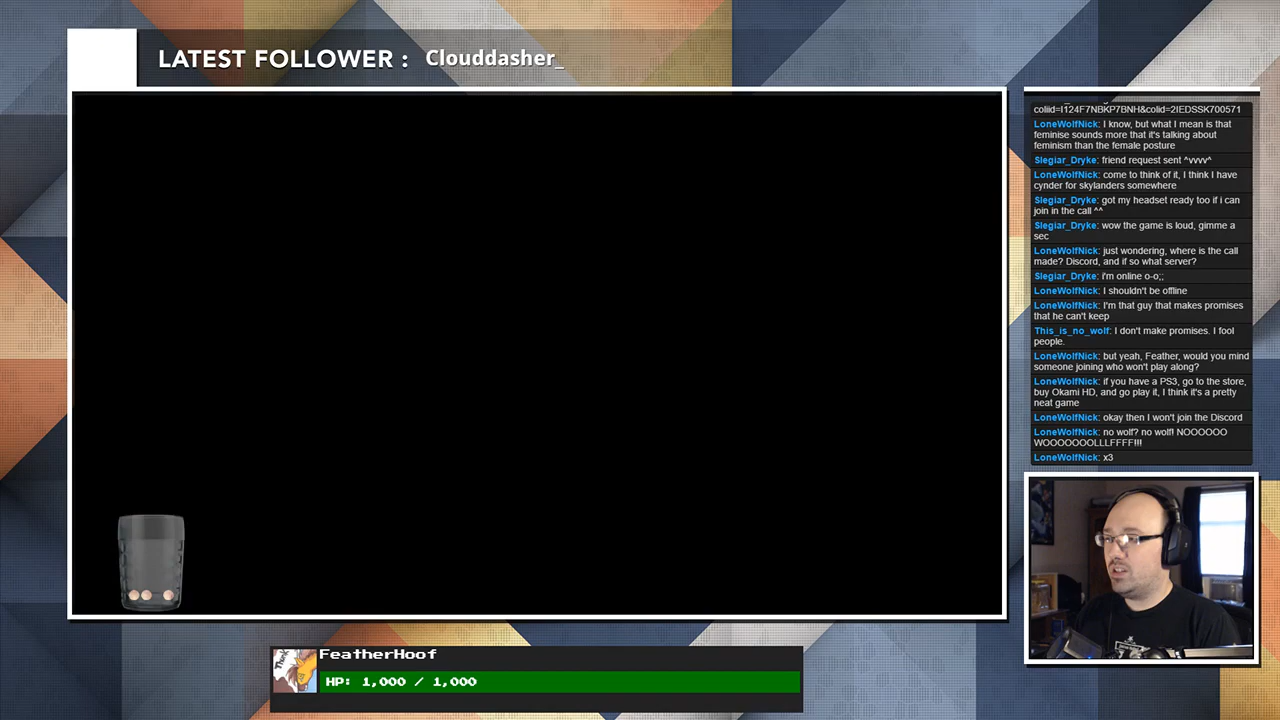 LATEST FOLLOWER : Clouddasher_
coliid=I124F7NBKP7BNH&colid=2IEDSSK700571
LoneWolfNick: I know, but what I mean is that
feminise sounds more that it's talking about
feminism than the female posture
Slegiar_Dryke: friend request sent ^vvvv^
LoneWolfNick: come to think of it, I think I have
cynder for skylanders somewhere
Slegiar_Dryke: got my headset ready too if i can
join in the call ^^
Slegiar_Dryke: wow the game is loud, gimme a
sec
LoneWolfNick: just wondering, where is the call
made? Discord, and if so what server?
Slegiar_Dryke: i'm online o-o;;
LoneWolfNick: I shouldn't be offline
LoneWolfNick: I'm that guy that makes promises
that he can't keep
This_is_no_wolf: I don't make promises. I fool
people.
LoneWolfNick: but yeah, Feather, would you mind
someone joining who won't play along?
LoneWolfNick: if you have a PS3, go to the store,
buy Okami HD, and go play it, I think it's a pretty
neat game
LoneWolfNick: okay then I won't join the Discord
LoneWolfNick: no wolf? no wolf! NOOOOOO
WOOOOOOOLLLFFFF!!!
LoneWolfNick: x3
FeatherHoof
HP: 1,000 / 1,000